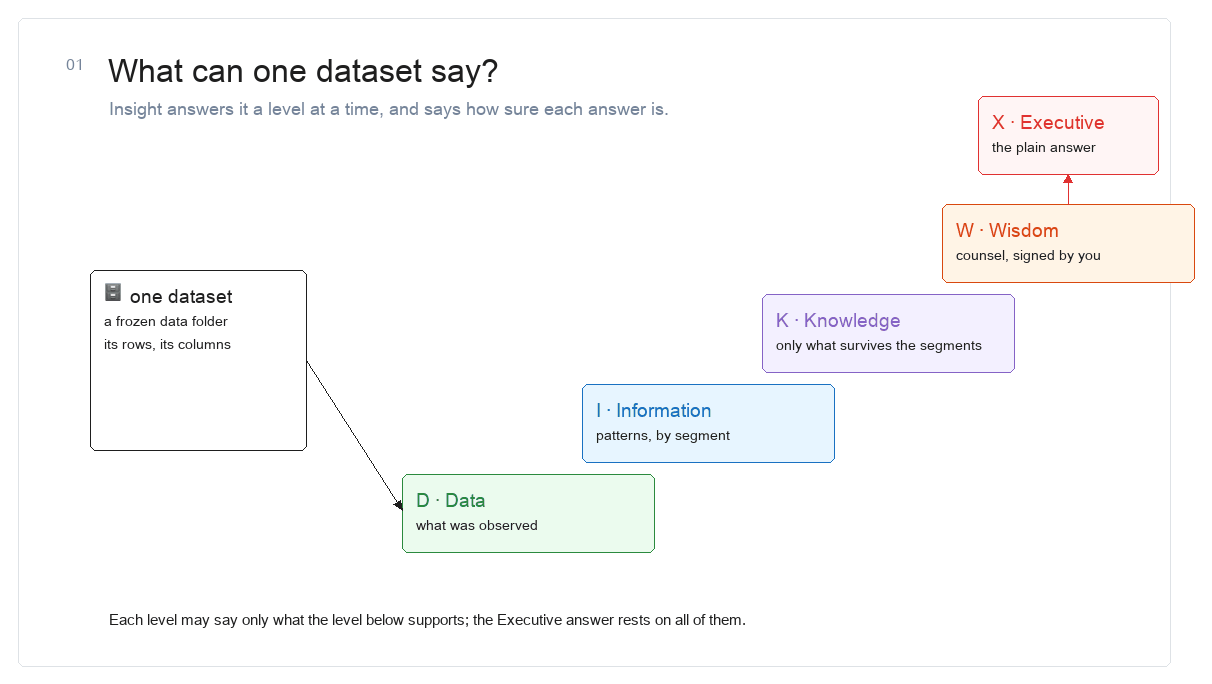 01
What can one dataset say?
Insight answers it a level at a time, and says how sure each answer is.
X · Executive
the plain answer
W · Wisdom
counsel, signed by you
one dataset
a frozen data folder
its rows, its columns
K · Knowledge
only what survives the segments
I · Information
patterns, by segment
D · Data
what was observed
Each level may say only what the level below supports; the Executive answer rests on all of them.